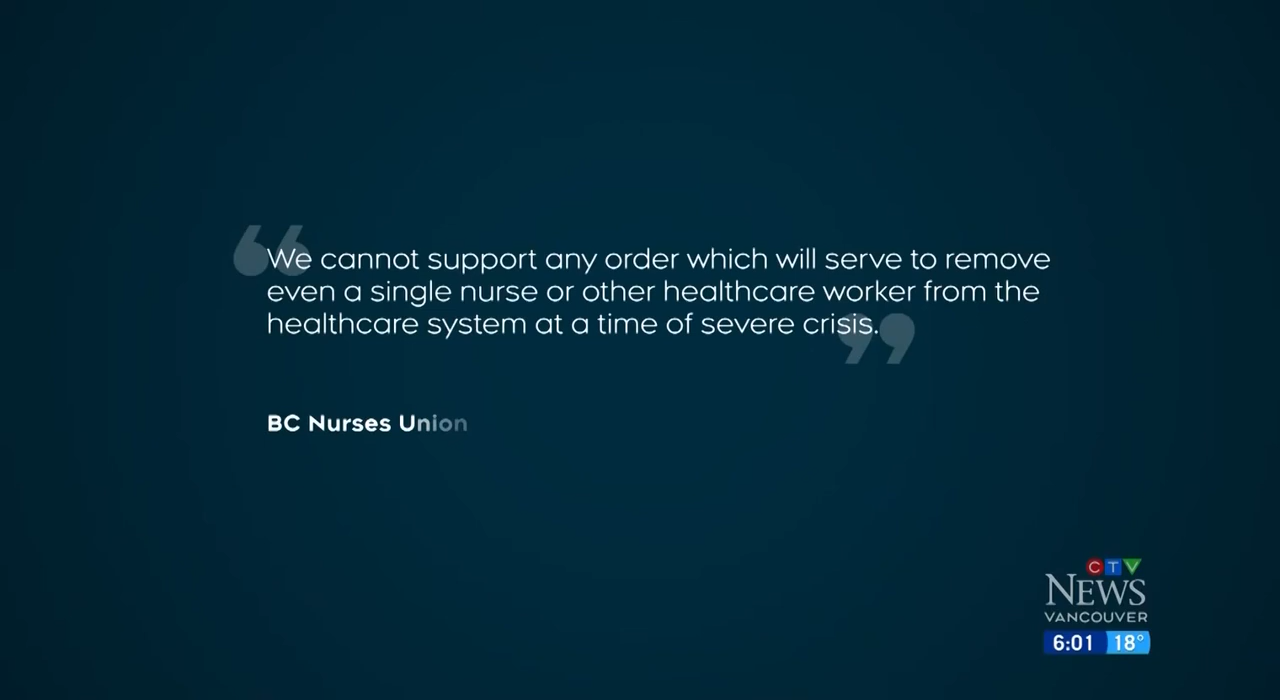 “We cannot support any order which will serve to remove
even a single nurse or other healthcare worker from the
healthcare system at a time of severe crisis.”
BC Nurses Union
CTV
NEWS
VANCOUVER
6:01 18°